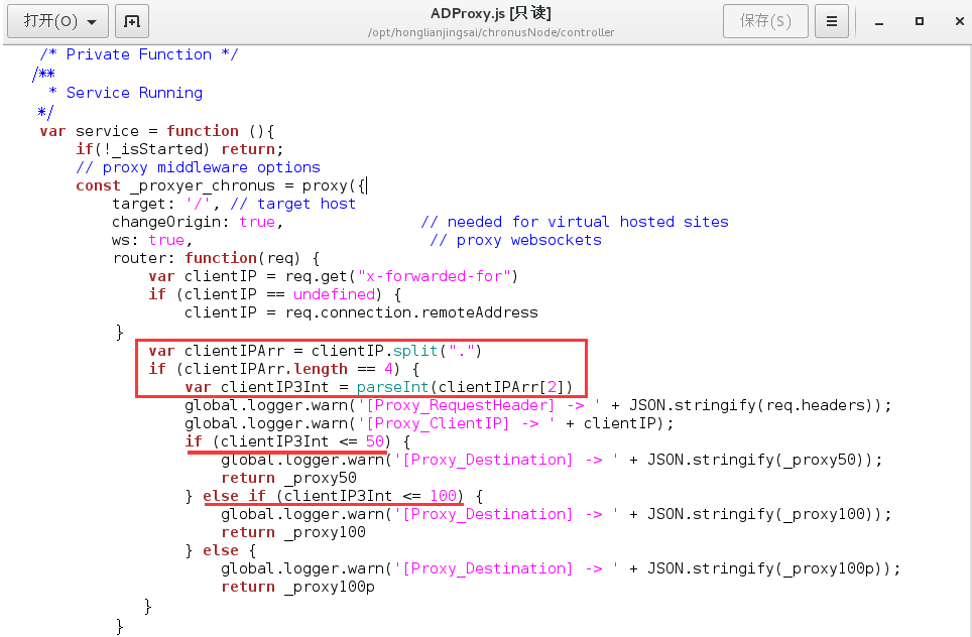 打开(O)
ADProxy.js [只读]
/opt/honglianjingsai/chronusNode/controller
保存(S)
/* Private Function */
/**
* Service Running
*/
var service = function (){
if(!_isStarted) return;
// proxy middleware options
const _proxyer_chronus = proxy({
target: '/', // target host
changeOrigin: true, // needed for virtual hosted sites
ws: true, // proxy websockets
router: function(req) {
var clientIP = req.get("x-forwarded-for")
if (clientIP == undefined) {
clientIP = req.connection.remoteAddress
}
var clientIPArr = clientIP.split(".")
if (clientIPArr.length == 4) {
var clientIP3Int = parseInt(clientIPArr[2])
global.logger.warn('[Proxy_RequestHeader] -> ' + JSON.stringify(req.headers));
global.logger.warn('[Proxy_ClientIP] -> ' + clientIP);
if (clientIP3Int <= 50) {
global.logger.warn('[Proxy_Destination] -> ' + JSON.stringify(_proxy50));
return _proxy50
} else if (clientIP3Int <= 100) {
global.logger.warn('[Proxy_Destination] -> ' + JSON.stringify(_proxy100));
return _proxy100
} else {
global.logger.warn('[Proxy_Destination] -> ' + JSON.stringify(_proxy100p));
return _proxy100p
}
}